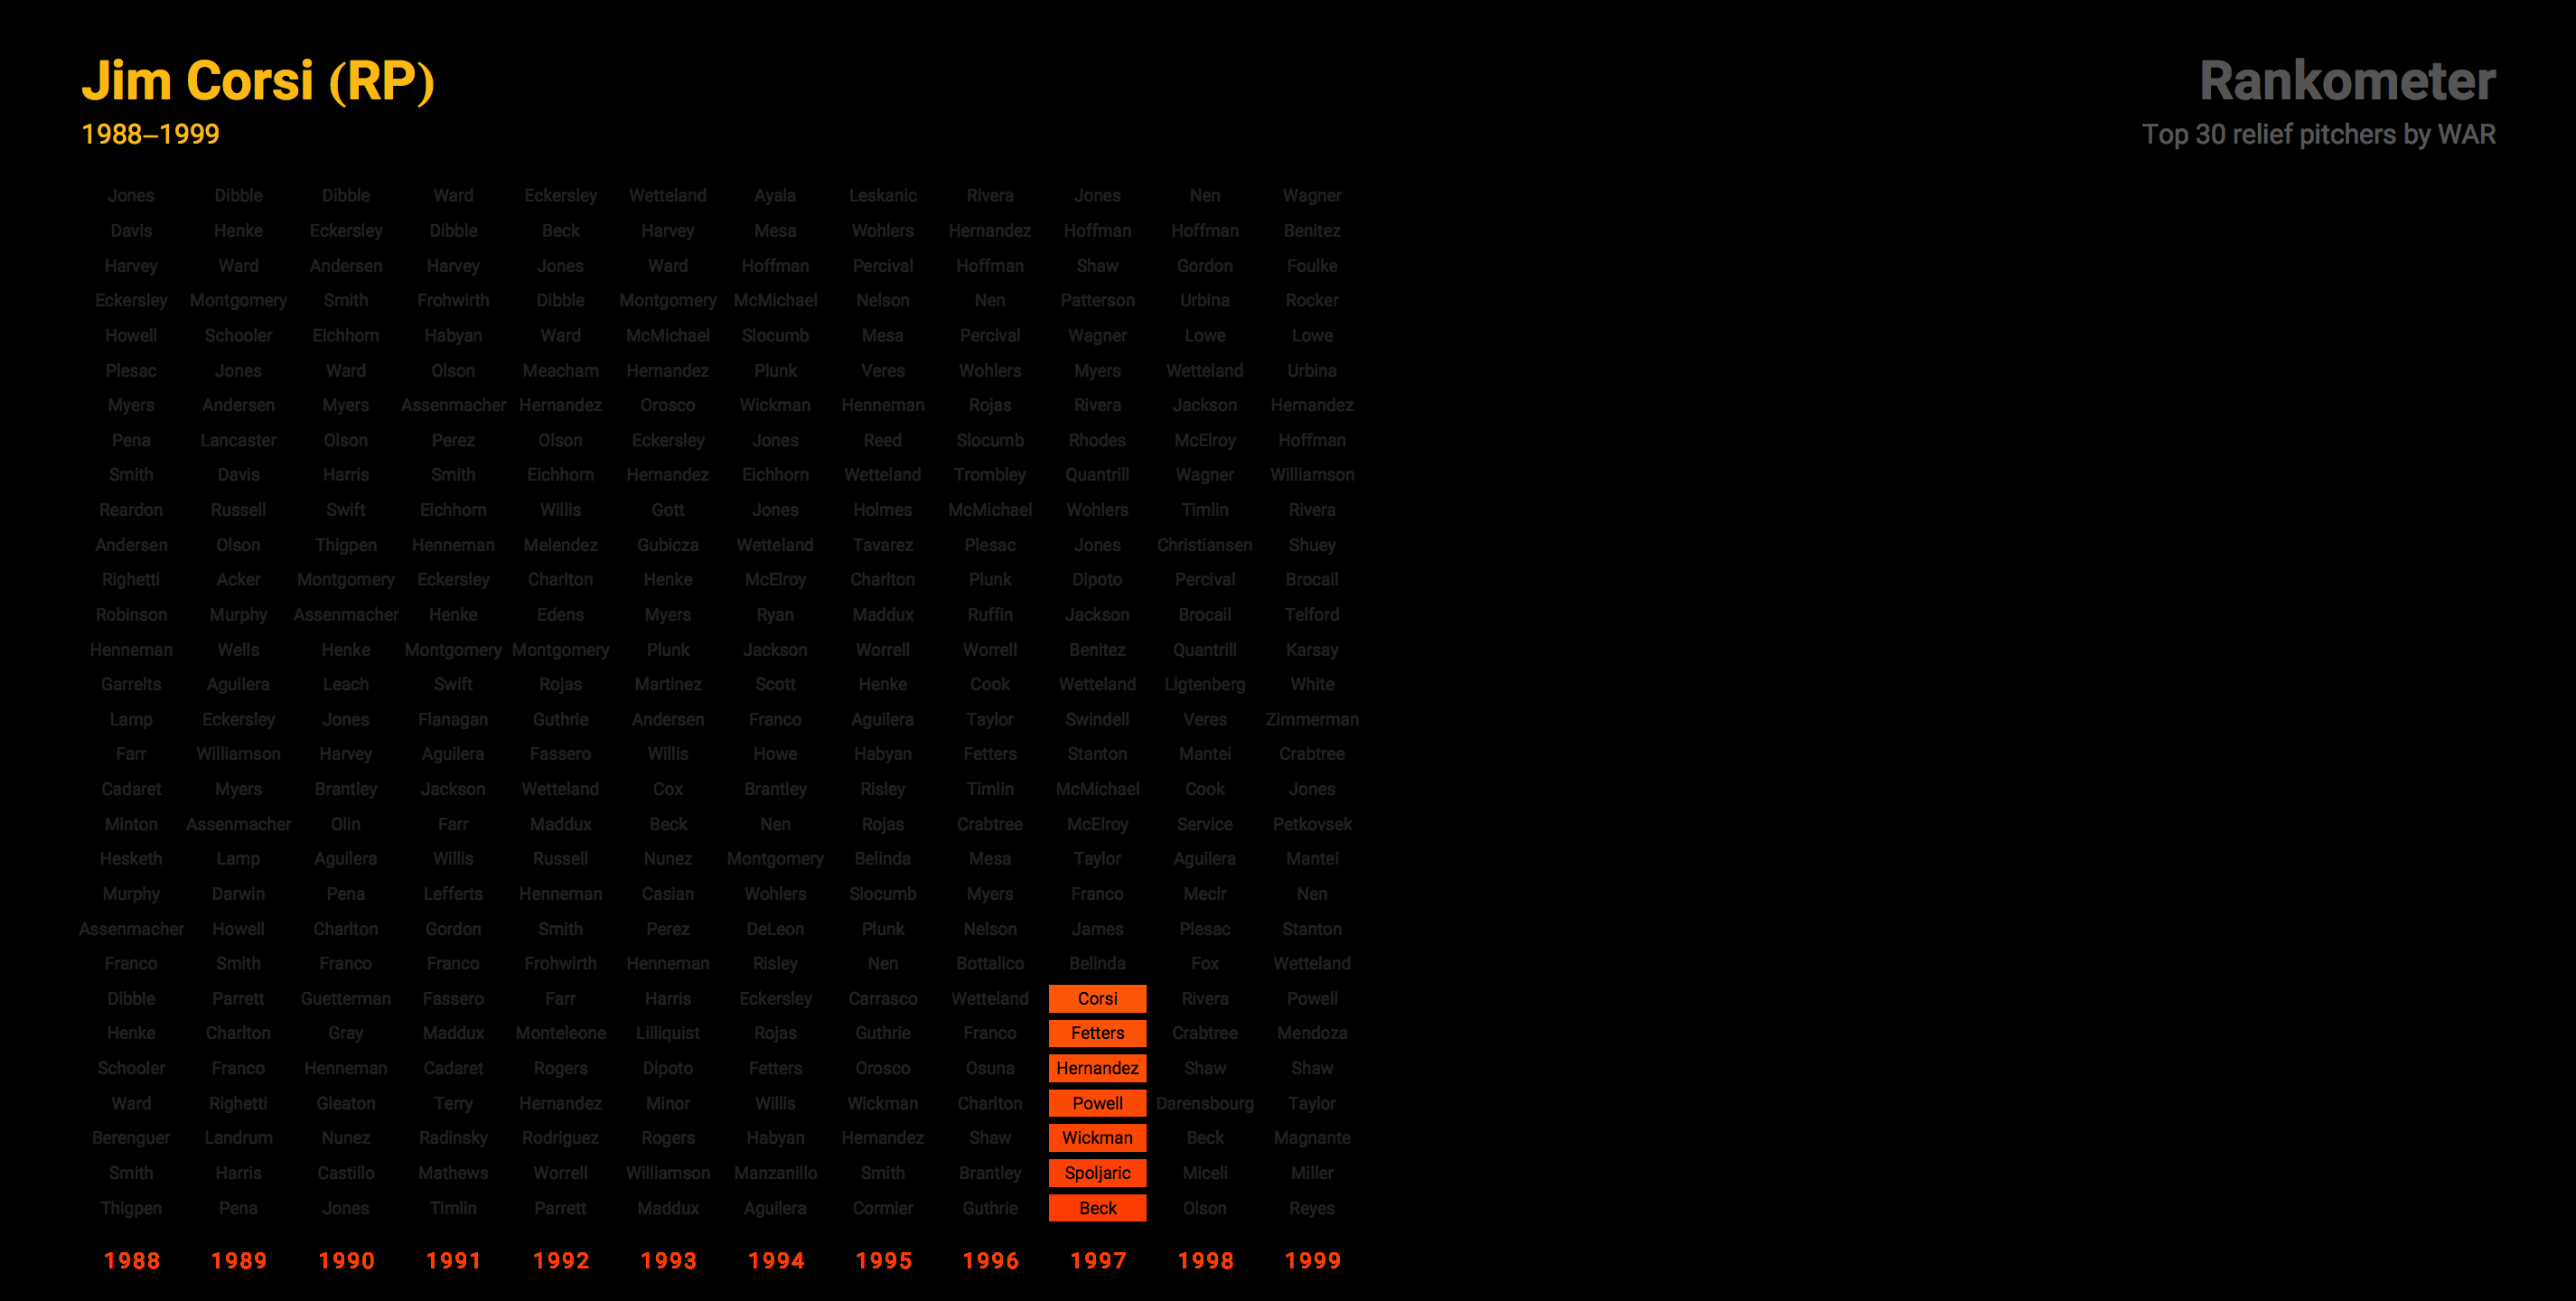 Jim Corsi (RP)
1988–1999
Rankometer
Top 30 relief pitchers by WAR
Jones Dibble Dibble Ward Eckersley Wetteland Ayala Leskanic Rivera Jones Nen Wagner
Davis Henke Eckersley Dibble Beck Harvey Mesa Wohlers Hernandez Hoffman Hoffman Benitez
Harvey Ward Andersen Harvey Jones Ward Hoffman Percival Hoffman Shaw Gordon Foulke
Eckersley Montgomery Smith Frohwirth Dibble Montgomery McMichael Nelson Nen Patterson Urbina Rocker
Howell Schooler Eichhorn Habyan Ward McMichael Slocumb Mesa Percival Wagner Lowe Lowe
Plesac Jones Ward Olson Meacham Hernandez Plunk Veres Wohlers Myers Wetteland Urbina
Myers Andersen Myers Assenmacher Hernandez Orosco Wickman Henneman Rojas Rivera Jackson Hernandez
Pena Lancaster Olson Perez Olson Eckersley Jones Reed Slocumb Rhodes McElroy Hoffman
Smith Davis Harris Smith Eichhorn Hernandez Eichhorn Wetteland Trombley Quantrill Wagner Williamson
Reardon Russell Swift Eichhorn Willis Gott Jones Holmes McMichael Wohlers Timlin Rivera
Andersen Olson Thigpen Henneman Melendez Gubicza Wetteland Tavarez Plesac Jones Christiansen Shuey
Righetti Acker Montgomery Eckersley Charlton Henke McElroy Charlton Plunk Dipoto Percival Brocail
Robinson Murphy Assenmacher Henke Edens Myers Ryan Maddux Ruffin Jackson Brocail Telford
Henneman Wells Henke Montgomery Montgomery Plunk Jackson Worrell Worrell Benitez Quantrill Karsay
Garrelts Aguilera Leach Swift Rojas Martinez Scott Henke Cook Wetteland LIgtenberg White
Lamp Eckersley Jones Flanagan Guthrie Andersen Franco Aguilera Taylor Swindell Veres Zimmerman
Farr Williamson Harvey Aguilera Fassero Willis Howe Habyan Fetters Stanton Mantei Crabtree
Cadaret Myers Brantley Jackson Wetteland Cox Brantley Risley Timlin McMichael Cook Jones
Minton Assenmacher Olin Farr Maddux Beck Nen Rojas Crabtree McElroy Service Petkovsek
Hesketh Lamp Aguilera Willis Russell Nunez Montgomery Belinda Mesa Taylor Aguilera Mantei
Murphy Darwin Pena Lefferts Henneman Casian Wohlers Slocumb Myers Franco Mecir Nen
Assenmacher Howell Charlton Gordon Smith Perez DeLeon Plunk Nelson James Plesac Stanton
Franco Smith Franco Franco Frohwirth Henneman Risley Nen Bottalico Belinda Fox Wetteland
Dibble Parrett Guetterman Fassero Farr Harris Eckersley Carrasco Wetteland Corsi Rivera Powell
Henke Charlton Gray Maddux Monteleone Lilliquist Rojas Guthrie Franco Fetters Crabtree Mendoza
Schooler Franco Henneman Cadaret Rogers Dipoto Fetters Orosco Osuna Hernandez Shaw Shaw
Ward Righetti Gleaton Terry Hernandez Minor Willis Wickman Charlton Powell Darensbourg Taylor
Berenguer Landrum Nunez Radinsky Rodriguez Rogers Habyan Hernandez Shaw Wickman Beck Magnante
Smith Harris Castillo Mathews Worrell Williamson Manzanillo Smith Brantley Spoljaric Miceli Miller
Thigpen Pena Jones Timlin Parrett Maddux Aguilera Cormier Guthrie Beck Olson Reyes
1988 1989 1990 1991 1992 1993 1994 1995 1996 1997 1998 1999